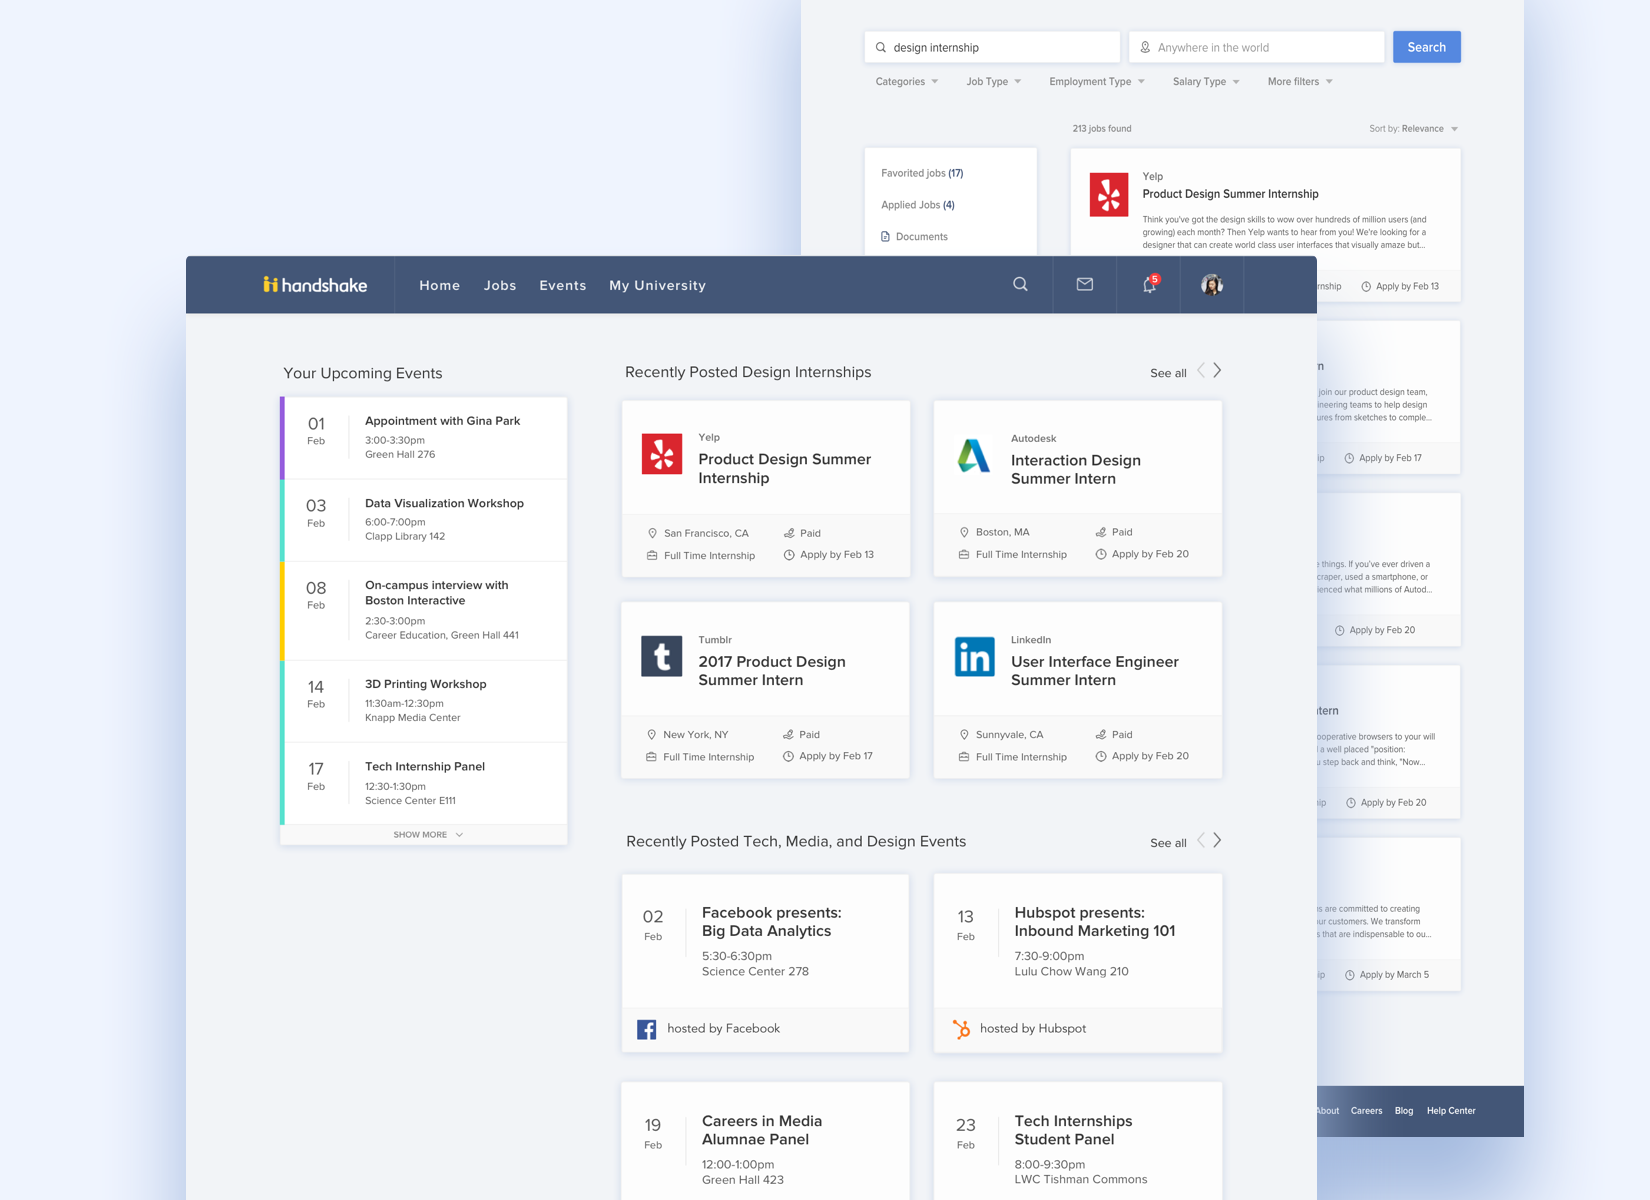 design internship
Anywhere in the world
Search
Categories
Job Type
Employment Type
Salary Type
More filters
213 jobs found
Sort by: Relevance
Favorited jobs (17)
Applied Jobs (4)
Documents
Yelp
Product Design Summer Internship
Think you've got the design skills to wow over hundreds of million users (and
growing) each month? Then Yelp wants to hear from you! We're looking for a
designer that can create world class user interfaces that visually amaze but...
Apply by Feb 13
join our product design team,
teams to help design
from sketches to comple...
Apply by Feb 17
things. If you've ever driven a
used a smartphone, or
what millions of Autod...
Apply by Feb 20
browsers to your will
a well placed "position:
step back and think, "Now...
Apply by Feb 20
are committed to creating
customers. We transform
that are indispensable to ou...
Apply by March 5
About
Careers
Blog
Help Center
handshake
Home
Jobs
Events
My University
5
Your Upcoming Events
01
Feb
Appointment with Gina Park
3:00-3:30pm
Green Hall 276
03
Feb
Data Visualization Workshop
6:00-7:00pm
Clapp Library 142
08
Feb
On-campus interview with
Boston Interactive
2:30-3:00pm
Career Education, Green Hall 441
14
Feb
3D Printing Workshop
11:30am-12:30pm
Knapp Media Center
17
Feb
Tech Internship Panel
12:30-1:30pm
Science Center E111
SHOW MORE
Recently Posted Design Internships
See all
Yelp
Product Design Summer
Internship
San Francisco, CA
Paid
Full Time Internship
Apply by Feb 13
Autodesk
Interaction Design
Summer Intern
Boston, MA
Paid
Full Time Internship
Apply by Feb 20
t
Tumblr
2017 Product Design
Summer Intern
New York, NY
Paid
Full Time Internship
Apply by Feb 17
in
LinkedIn
User Interface Engineer
Summer Intern
Sunnyvale, CA
Paid
Full Time Internship
Apply by Feb 20
Recently Posted Tech, Media, and Design Events
See all
02
Feb
Facebook presents:
Big Data Analytics
5:30-6:30pm
Science Center 278
f
hosted by Facebook
13
Feb
Hubspot presents:
Inbound Marketing 101
7:30-9:00pm
Lulu Chow Wang 210
hosted by Hubspot
19
Feb
Careers in Media
Alumnae Panel
12:00-1:00pm
Green Hall 423
23
Feb
Tech Internships
Student Panel
8:00-9:30pm
LWC Tishman Commons